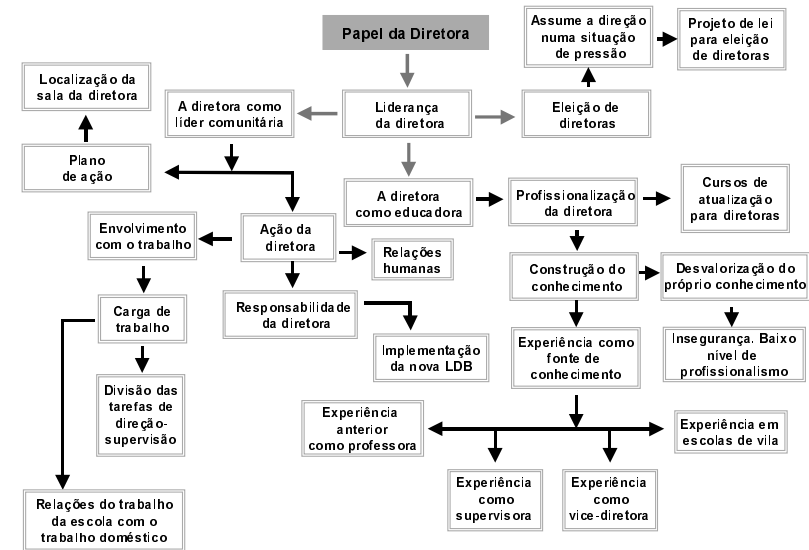 Papel da Diretora
Assume a direção
numa situação
de pressão
Projeto de lei
para eleição
de diretoras
Localização da
sala da diretora
A diretora como
líder comunitária
Liderança
da diretora
Eleição de
diretoras
Plano
de ação
A diretora
como educadora
Profissionalização
da diretora
Cursos de
atualização
para diretoras
Envolvimento
com o trabalho
Ação da
diretora
Relações
humanas
Construção do
conhecimento
Desvalorização do
próprio conhecimento
Carga de
trabalho
Responsabilidade
da diretora
Implementação
da nova LDB
Experiência como
fonte de
conhecimento
Insegurança. Baixo
nível de
profissionalismo
Divisão das
tarefas de
direção-
supervisão
Experiência
anterior
como professora
Experiência em
escolas de vila
Relações do trabalho
da escola com o
trabalho doméstico
Experiência
como
supervisora
Experiência
como
vice-diretora